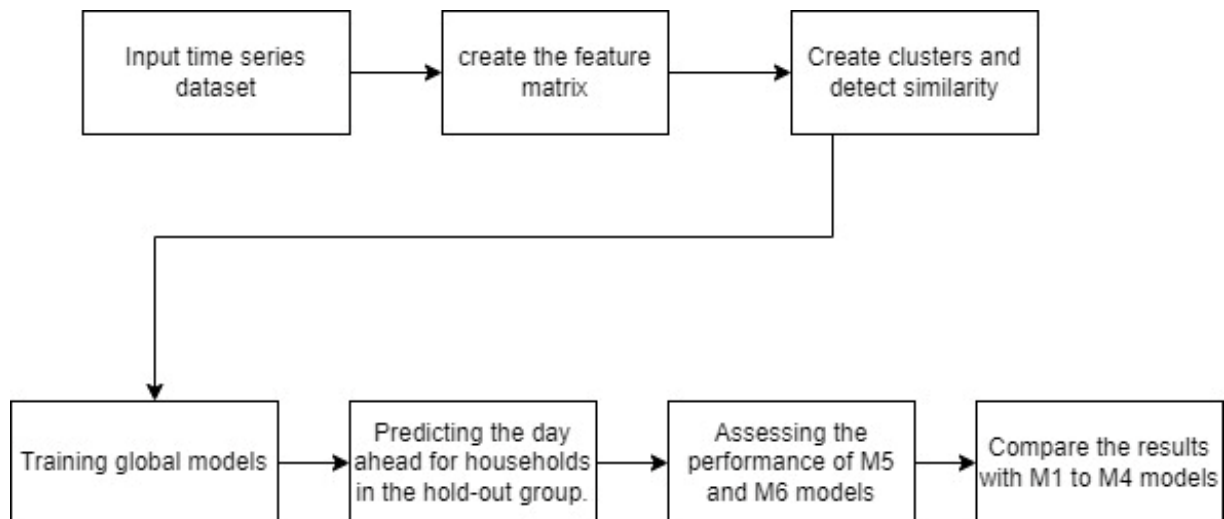 Input time series
dataset
create the feature
matrix
Create clusters and
detect similarity
Training global models
Predicting the day
ahead for households
in the hold-out group.
Assessing the
performance of M5
and M6 models
Compare the results
with M1 to M4 models